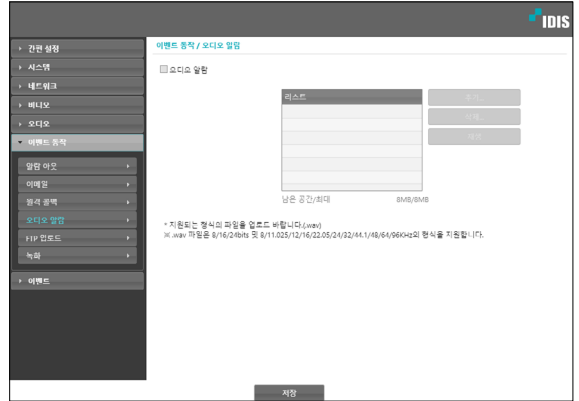 IDIS
간편 설정
시스템
네트워크
비디오
오디오
이벤트 동작
알람 아웃
이메일
원격 콜백
오디오 알람
FTP 업로드
녹화
이벤트
이벤트 동작 / 오디오 알람
오디오 알람
리스트
추가...
삭제...
남은 공간/최대 8MB/8MB
* 지원되는 형식의 파일을 업로드 바랍니다.(.wav)
※ .wav 파일은 8/16/24bits 및 8/11.025/12/16/22.05/24/32/44.1/48/64/96KHz의 형식을 지원합니다.
저장